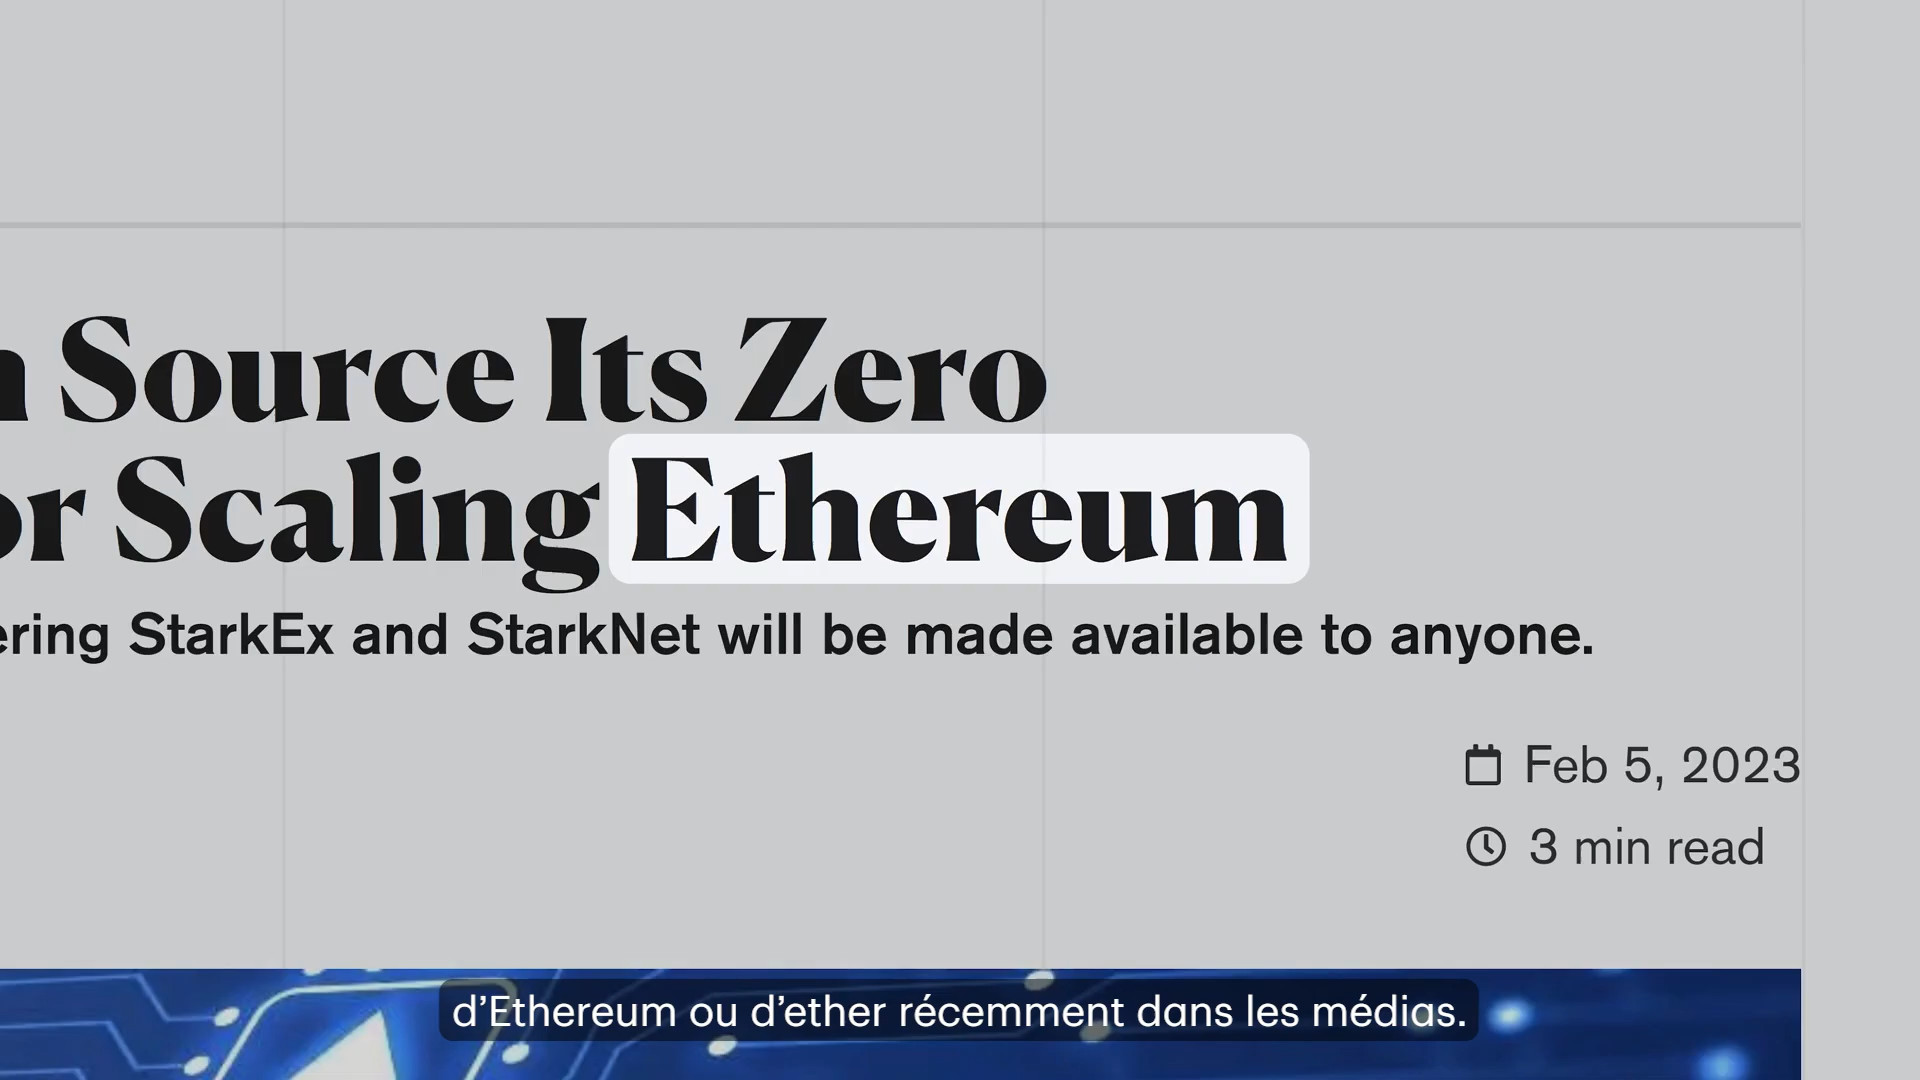 Source Its Zero
Scaling Ethereum
StarkEx and StarkNet will be made available to anyone.
Feb 5, 2023
3 min read
d’Ethereum ou d’ether récemment dans les médias.